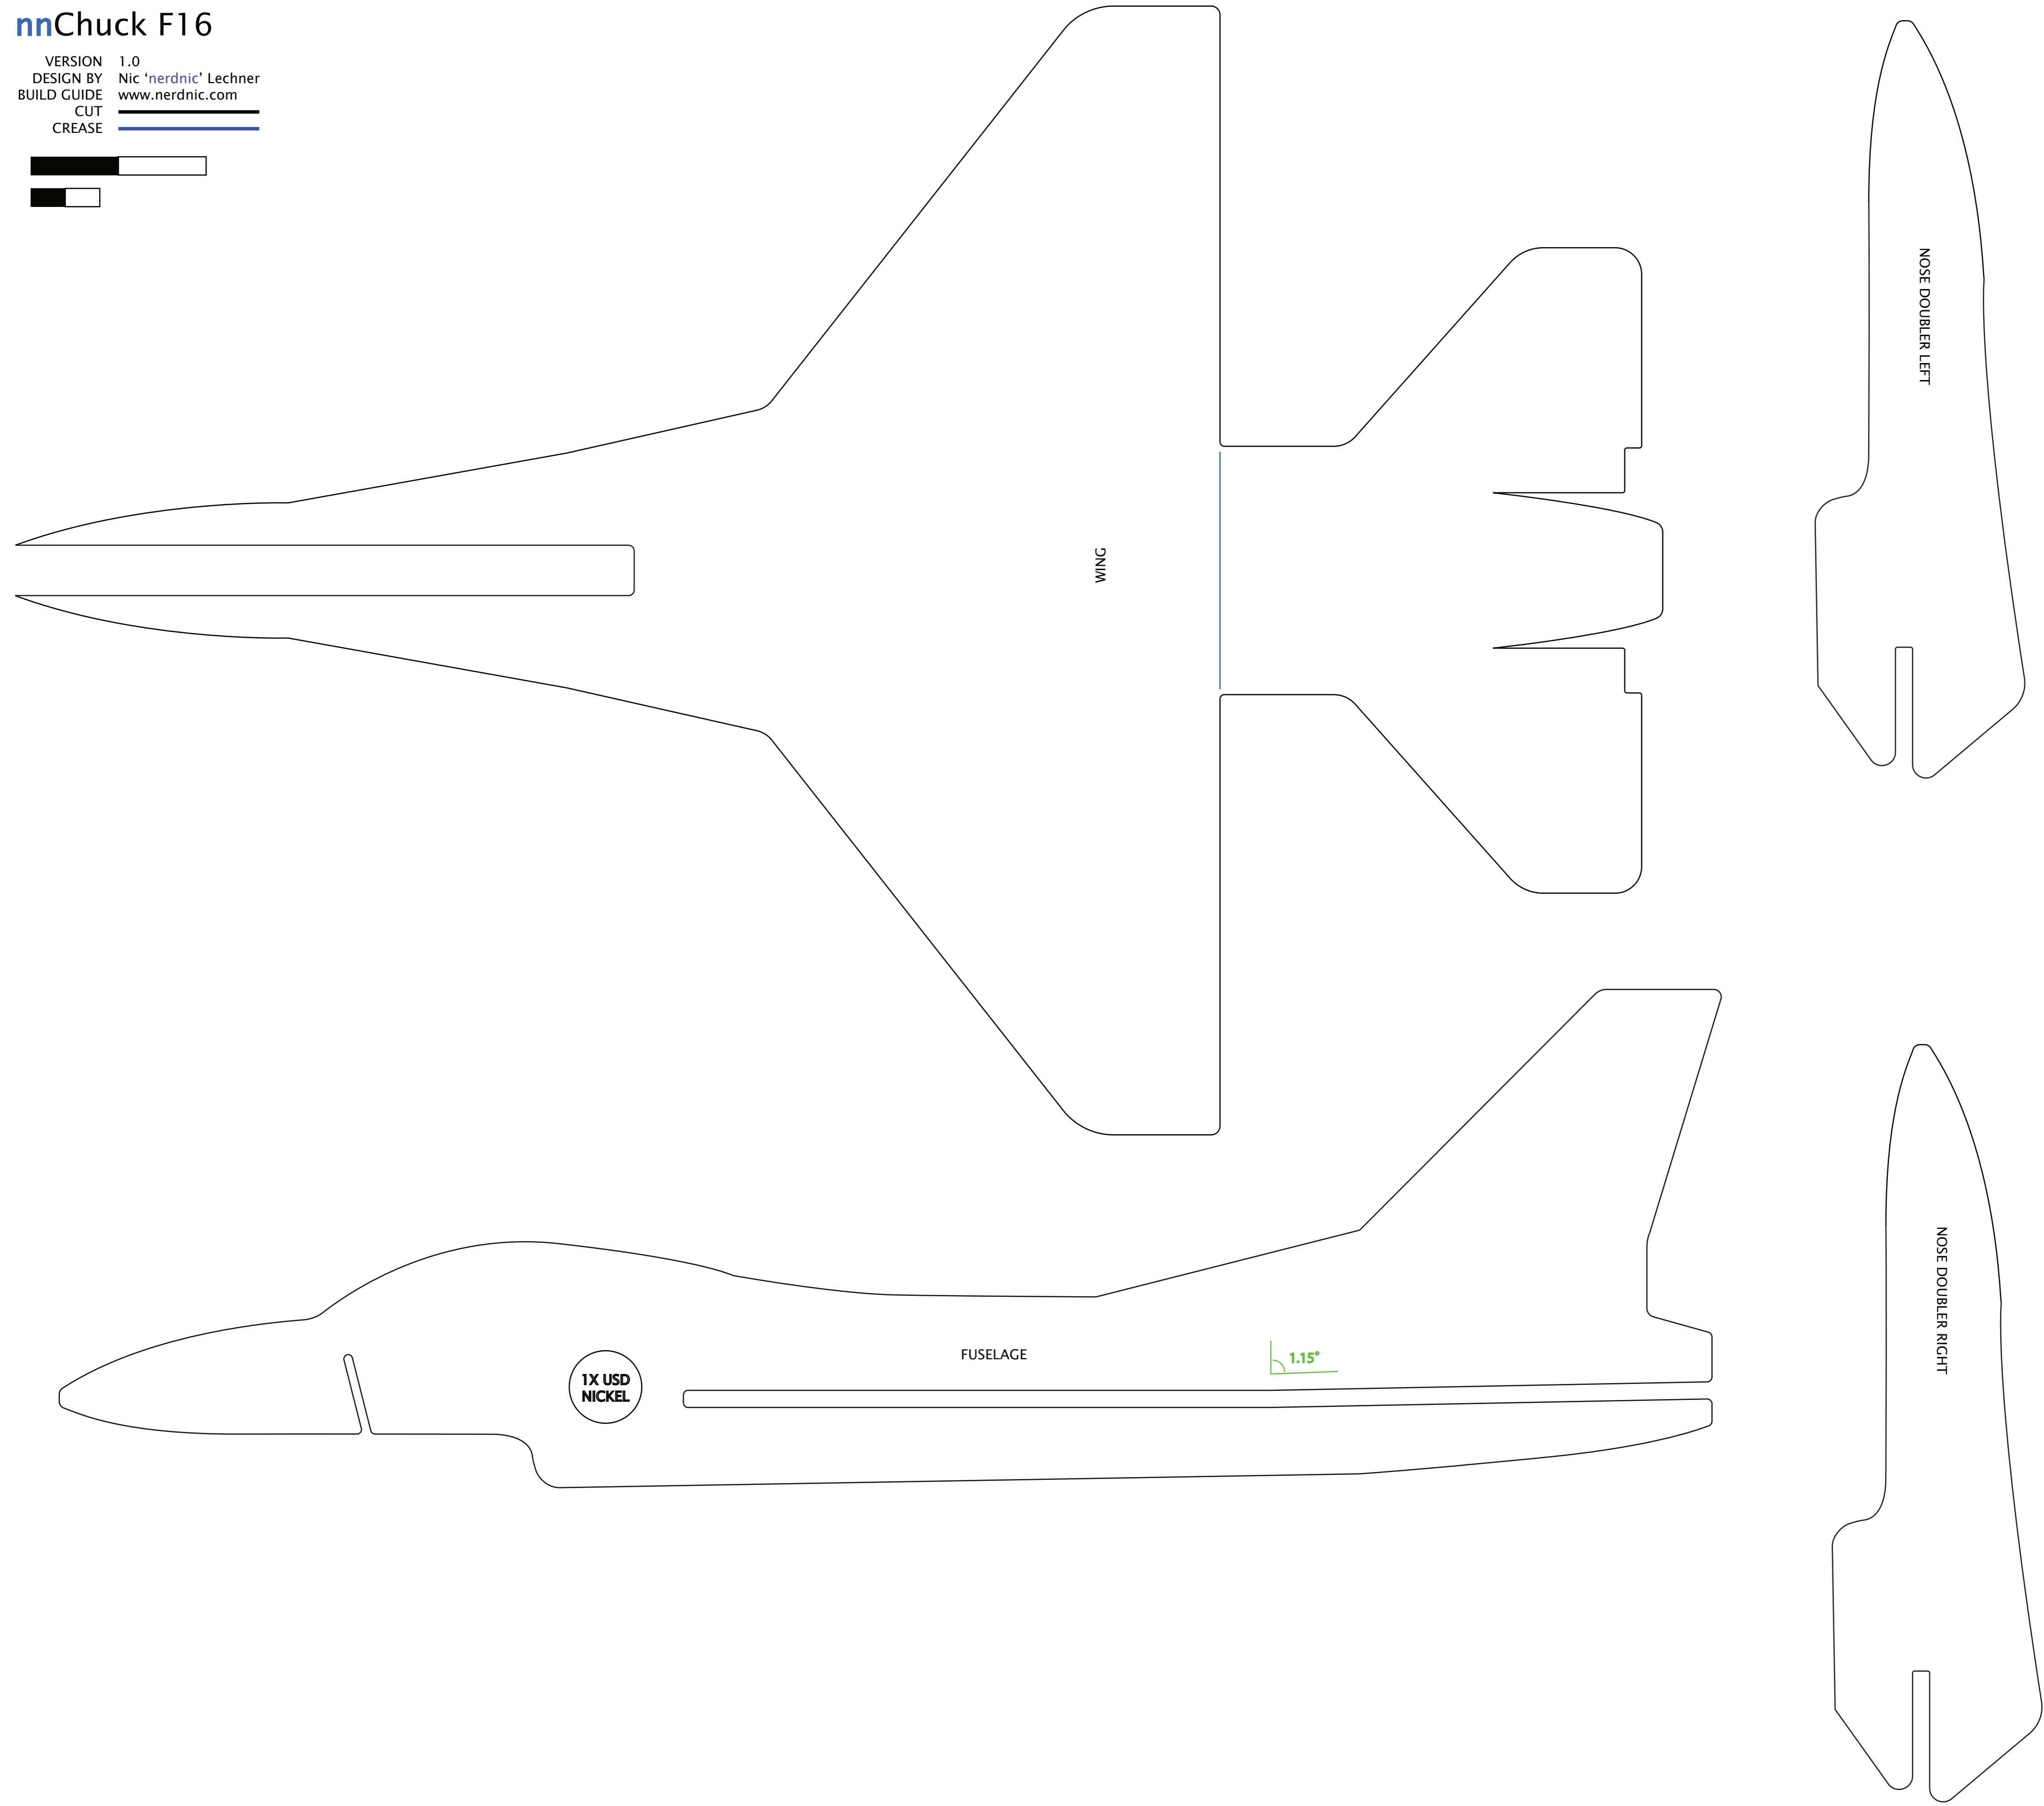 nnChuck F16
VERSION 1.0
DESIGN BY Nic ‘nerdnic’ Lechner
BUILD GUIDE www.nerdnic.com
CUT
CREASE
WING
NOSE DOUBLER LEFT
FUSELAGE
1.15°
1X USD
NICKEL
NOSE DOUBLER RIGHT